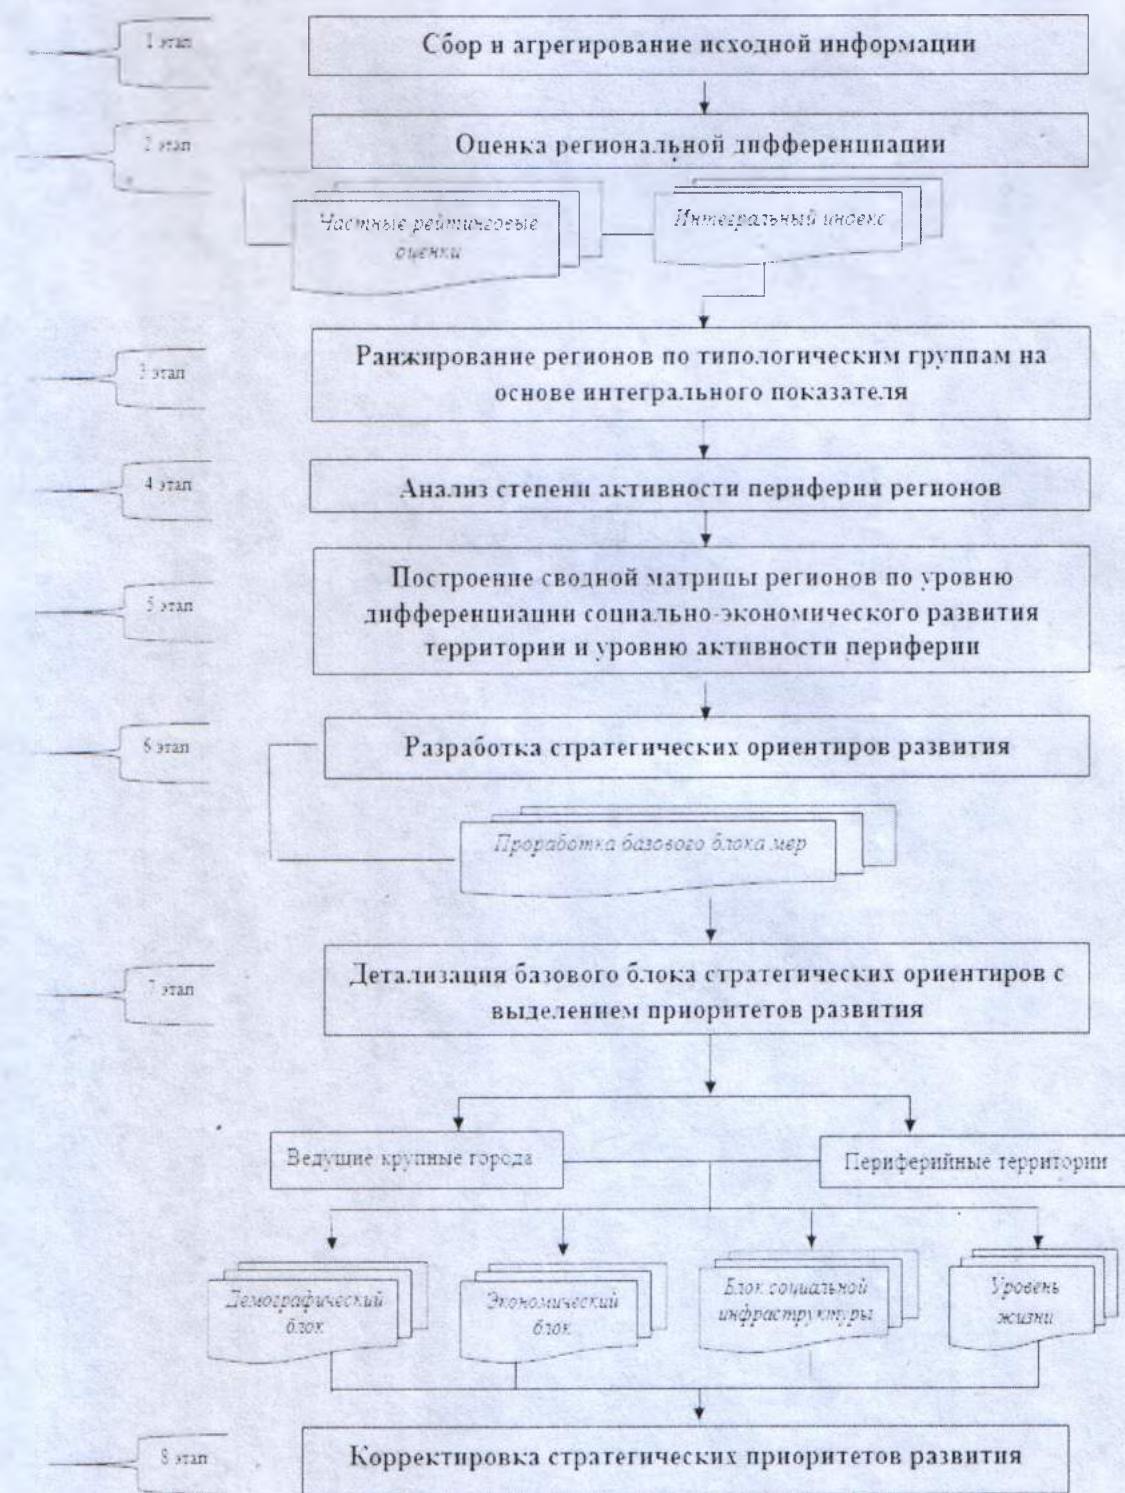 1 этап
Сбор и агрегирование исходной информации
2 этап
Оценка региональной дифференциации
Частные рейтинговые
оценки
Интегральный индекс
3 этап
Ранжирование регионов по типологическим группам на
основе интегрального показателя
4 этап
Анализ степени активности периферии регионов
5 этап
Построение сводной матрицы регионов по уровню
дифференциации социально-экономического развития
территории и уровню активности периферии
6 этап
Разработка стратегических ориентиров развития
Проработка базового блока мер
7 этап
Детализация базового блока стратегических ориентиров с
выделением приоритетов развития
Ведущие крупные города
Периферийные территории
Демографический
блок
Экономический
блок
Блок социальной
инфраструктуры
Уровень
жизни
8 этап
Корректировка стратегических приоритетов развития